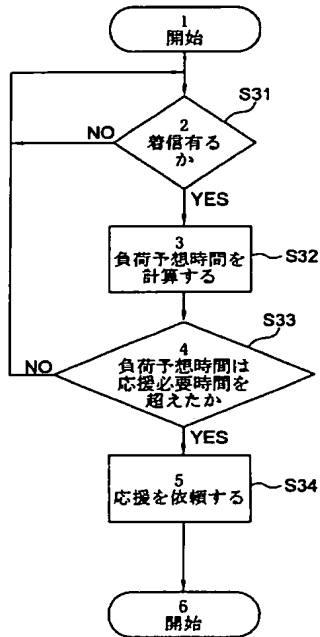 1
開始
S31
2
着信有る
か
NO
YES
3
負荷予想時間を
計算する
S32
S33
4
負荷予想時間は
応援必要時間を
超えたか
NO
YES
5
応援を依頼する
S34
6
開始